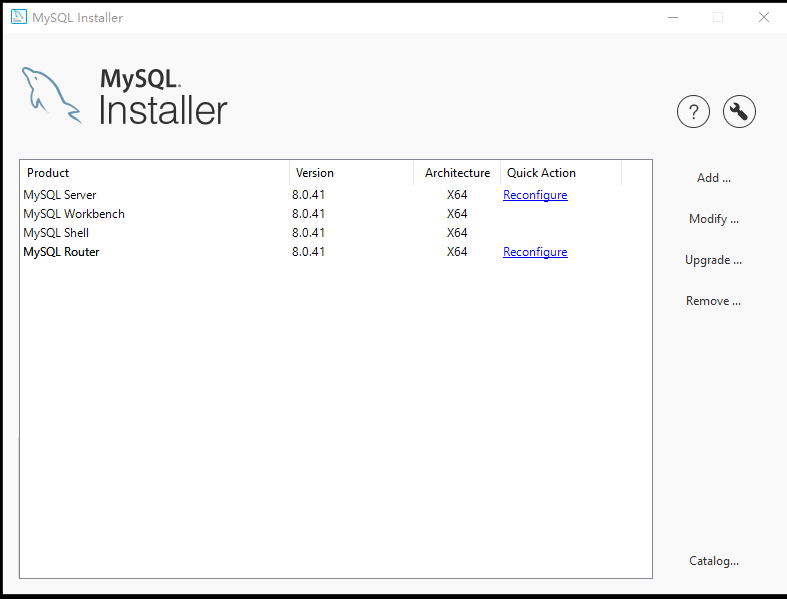 MySQL Installer
MySQL.
Installer
?
Product Version Architecture Quick Action
MySQL Server 8.0.41 X64 Reconfigure
MySQL Workbench 8.0.41 X64
MySQL Shell 8.0.41 X64
MySQL Router 8.0.41 X64 Reconfigure
Add ...
Modify ...
Upgrade ...
Remove ...
Catalog...